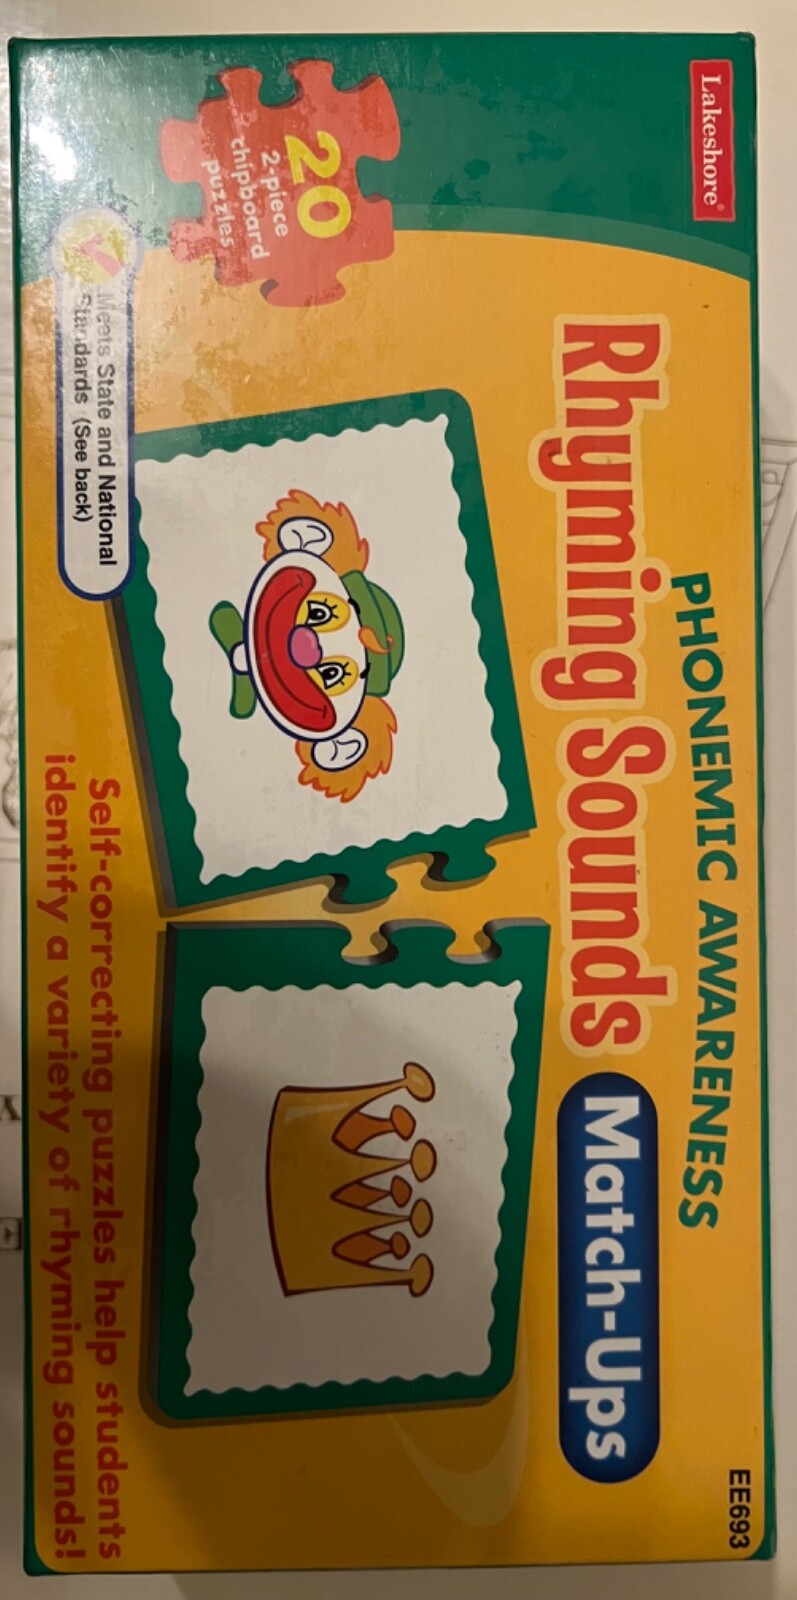 Lakeshore®
EE693
PHONEMIC AWARENESS
Rhyming Sounds
Match-Ups
20
2-piece
chipboard
puzzles
Meets State and National
Standards (See back)
Self-correcting puzzles help students
identify a variety of rhyming sounds!